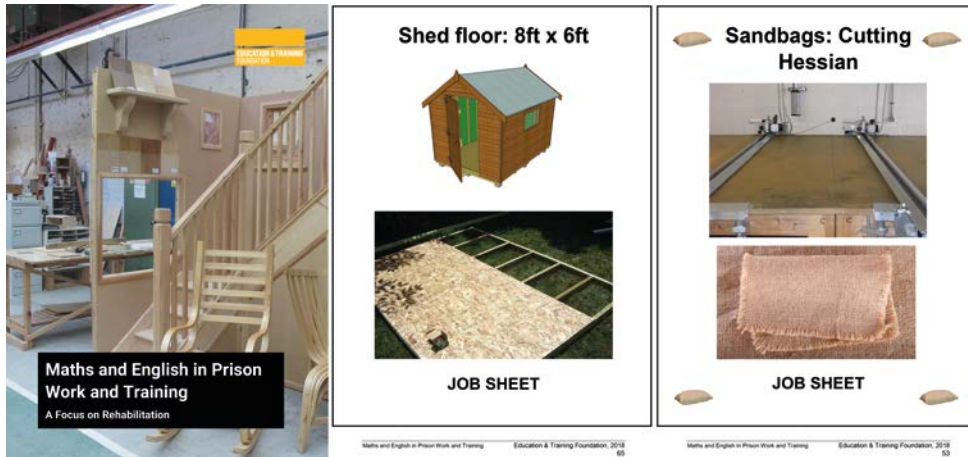 EDUCATION & TRAINING
FOUNDATION
Maths and English in Prison
Work and Training
A Focus on Rehabilitation
Shed floor: 8ft x 6ft
JOB SHEET
Maths and English in Prison Work and Training
Education & Training Foundation, 2018
65
Sandbags: Cutting
Hessian
JOB SHEET
Maths and English in Prison Work and Training
Education & Training Foundation, 2018
53